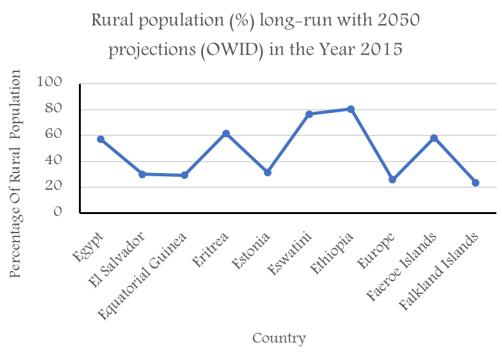 Rural population (%) long-run with 2050
projections (OWID) in the Year 2015
Percentage Of Rural Population
100
80
60
40
20
0
Egypt
El Salvador
Equatorial Guinea
Eritrea
Estonia
Eswatini
Ethiopia
Europe
Faeroe Islands
Falkland Islands
Country